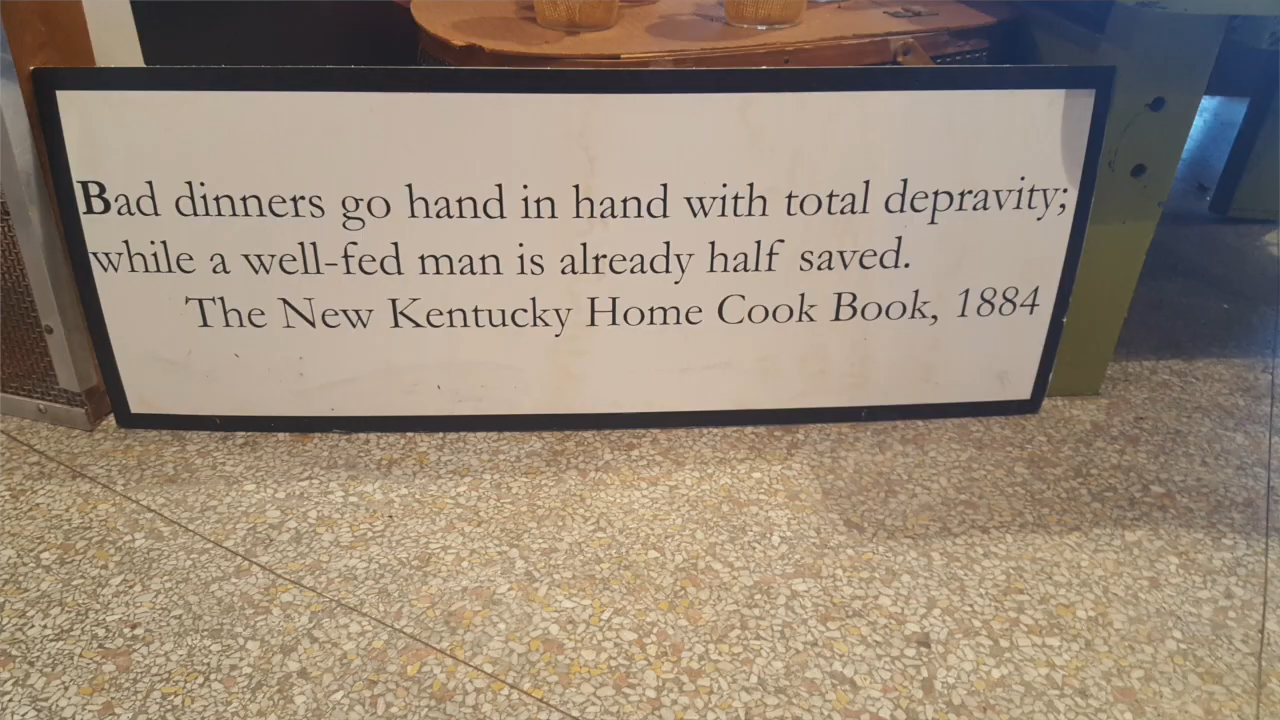 Bad dinners go hand in hand with total depravity;
while a well-fed man is already half saved.
The New Kentucky Home Cook Book, 1884